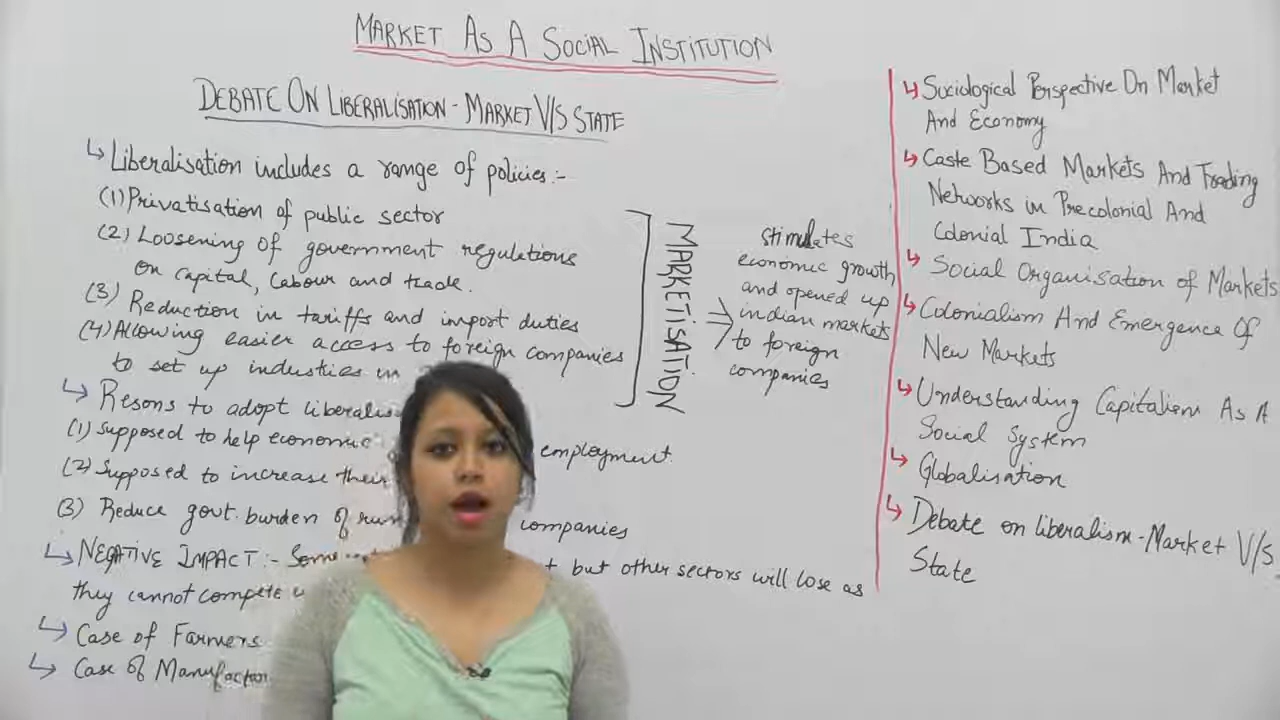 MARKET AS A SOCIAL INSTITUTION
DEBATE ON LIBERALISATION - MARKET V/S STATE
↳ Liberalisation includes a range of policies:-
(1) Privatisation of public sector
(2) Loosening of government regulations
on capital, labour and trade.
(3) Reduction in tariffs and import duties
(4) Allowing easier access to foreign companies
to set up industies in
MARKETISATION
⇒ stimulates
economic growth
and opened up
indian markets
to foreign
companies
↳ Resons to adopt
(1) Supposed to help economic employment.
(2) Supposed to increase their
(3) Reduce govt. burden of companies
↳ NEGATIVE IMPACT:- Some but other sectors will lose as
they cannot compete
↳ Case of Farmers
↳ Case of
↳ Sociological Perspective On Market
And Economy
↳ Caste Based Markets And Trading
Networks in Precolonial And
Colonial India
↳ Social Organisation of Markets
↳ Colonialism And Emergence Of
New Markets
↳ Understanding Capitalism As A
Social System
↳ Globalisation
↳ Debate on liberalism - Market V/s
State